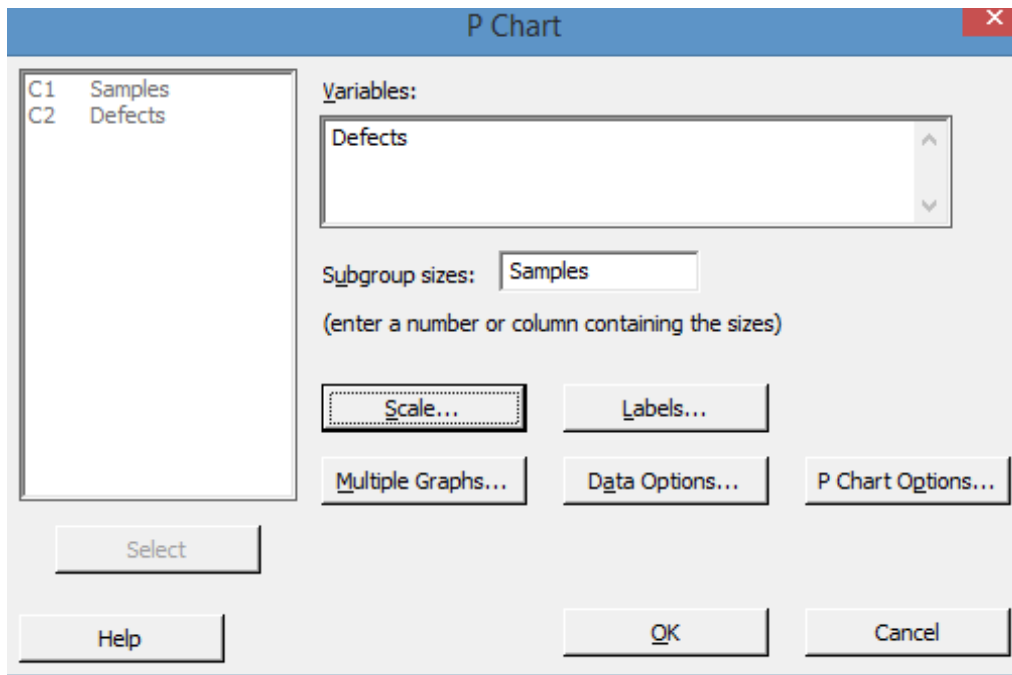 P Chart
C1 Samples
C2 Defects
Variables:
Defects
Subgroup sizes: Samples
(enter a number or column containing the sizes)
Scale... Labels...
Multiple Graphs... Data Options... P Chart Options...
Select
Help OK Cancel